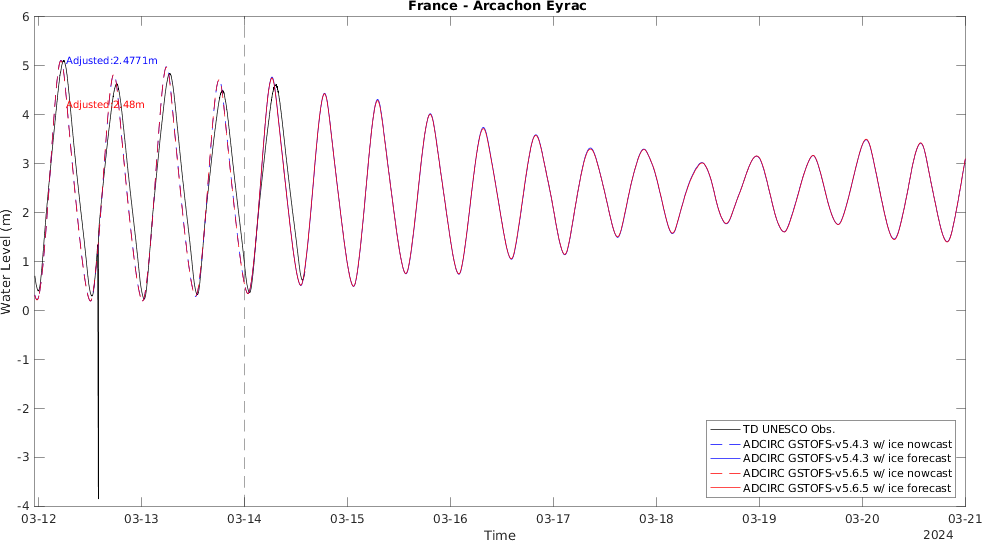 France - Arcachon Eyrac
6
5
4
3
2
1
0
-1
-2
-3
-4
Water Level (m)
Adjusted:2.4771m
Adjusted:2.48m
TD UNESCO Obs.
ADCIRC GSTOFS-v5.4.3 w/ ice nowcast
ADCIRC GSTOFS-v5.4.3 w/ ice forecast
ADCIRC GSTOFS-v5.6.5 w/ ice nowcast
ADCIRC GSTOFS-v5.6.5 w/ ice forecast
03-12 03-13 03-14 03-15 03-16 03-17 03-18 03-19 03-20 03-21
Time
2024